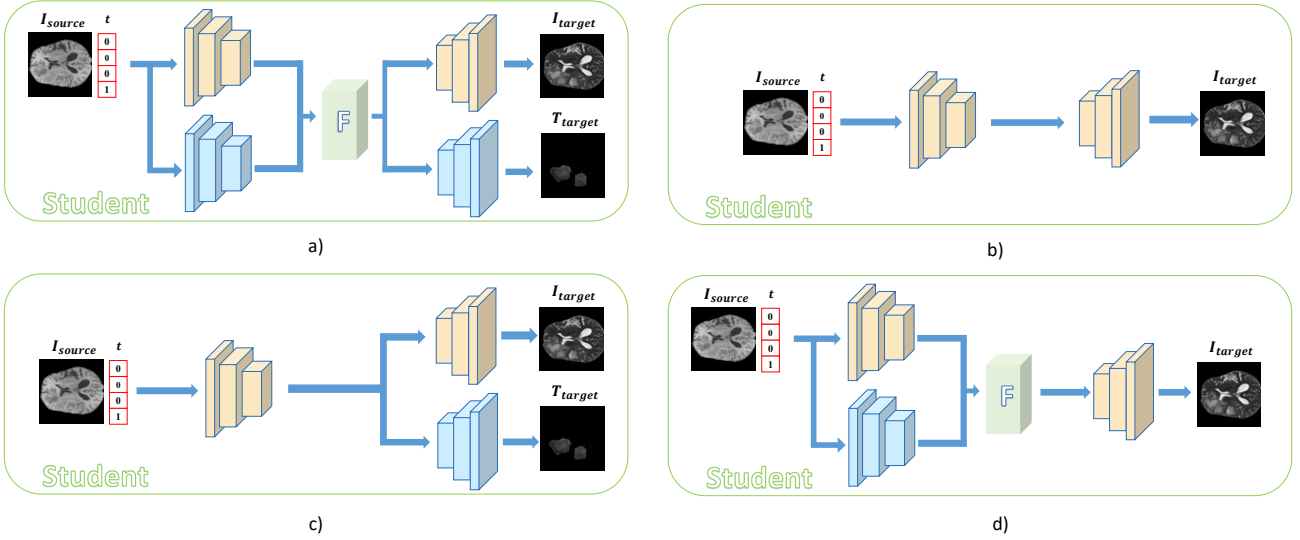 I_source t
0
0
0
1
F
I_target
T_target
Student
a)
I_source t
0
0
0
1
I_target
Student
b)
I_source t
0
0
0
1
I_target
T_target
Student
c)
I_source t
0
0
0
1
F
I_target
Student
d)